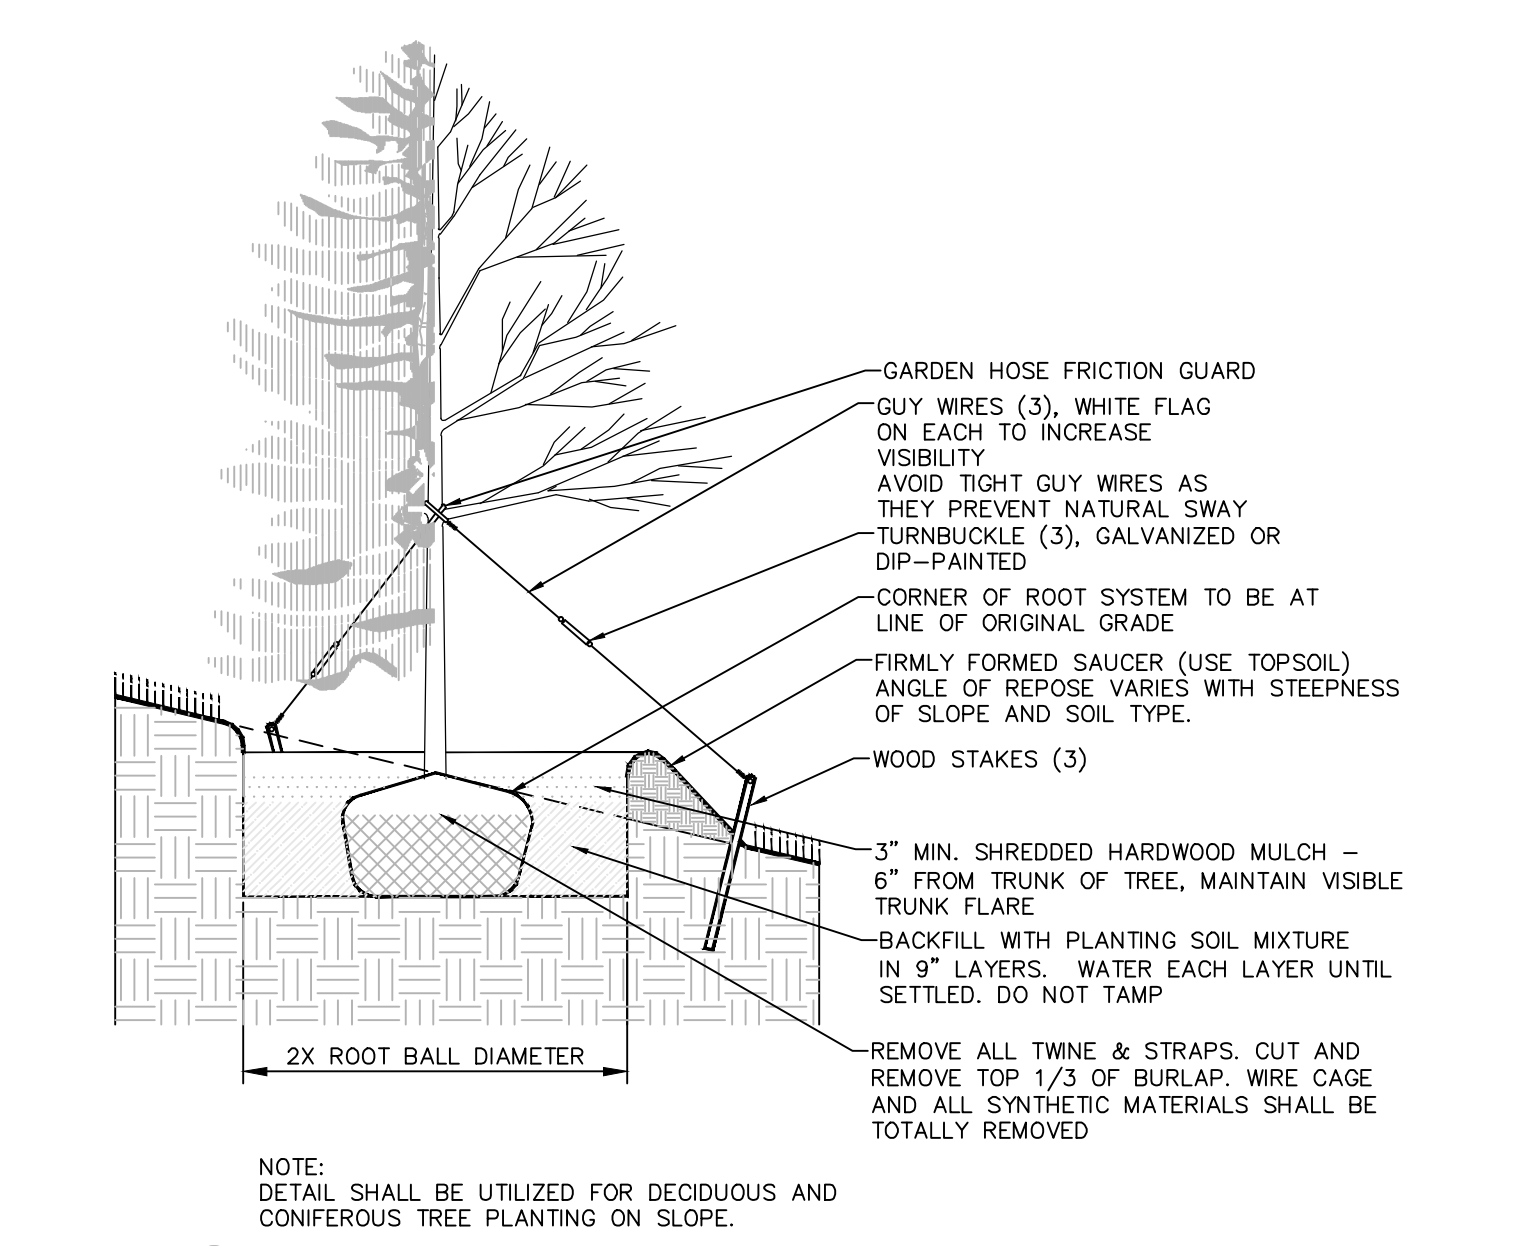 GARDEN HOSE FRICTION GUARD
GUY WIRES (3), WHITE FLAG
ON EACH TO INCREASE
VISIBILITY
AVOID TIGHT GUY WIRES AS
THEY PREVENT NATURAL SWAY
TURNBUCKLE (3), GALVANIZED OR
DIP-PAINTED
CORNER OF ROOT SYSTEM TO BE AT
LINE OF ORIGINAL GRADE
FIRMLY FORMED SAUCER (USE TOPSOIL)
ANGLE OF REPOSE VARIES WITH STEEPNESS
OF SLOPE AND SOIL TYPE.
WOOD STAKES (3)
3" MIN. SHREDDED HARDWOOD MULCH -
6" FROM TRUNK OF TREE, MAINTAIN VISIBLE
TRUNK FLARE
BACKFILL WITH PLANTING SOIL MIXTURE
IN 9" LAYERS. WATER EACH LAYER UNTIL
SETTLED. DO NOT TAMP
REMOVE ALL TWINE & STRAPS. CUT AND
REMOVE TOP 1/3 OF BURLAP. WIRE CAGE
AND ALL SYNTHETIC MATERIALS SHALL BE
TOTALLY REMOVED
2X ROOT BALL DIAMETER
NOTE:
DETAIL SHALL BE UTILIZED FOR DECIDUOUS AND
CONIFEROUS TREE PLANTING ON SLOPE.